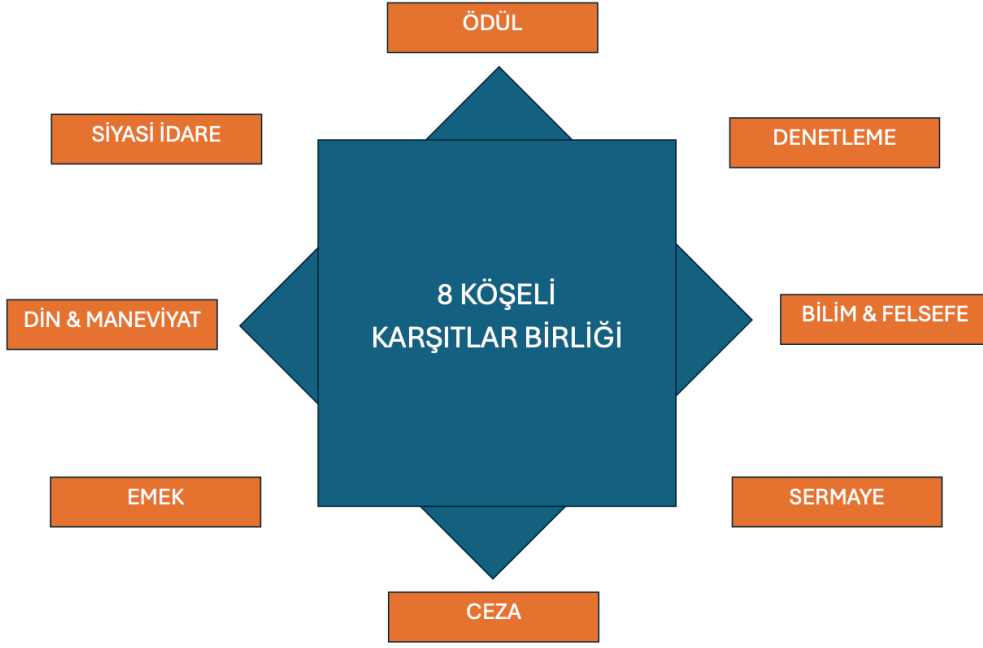 ÖDÜL
SİYASİ İDARE
DENETLEME
8 KÖŞELİ
KARŞITLAR BİRLİĞİ
DİN & MANEVİYAT
BİLİM & FELSEFE
EMEK
SERMAYE
CEZA